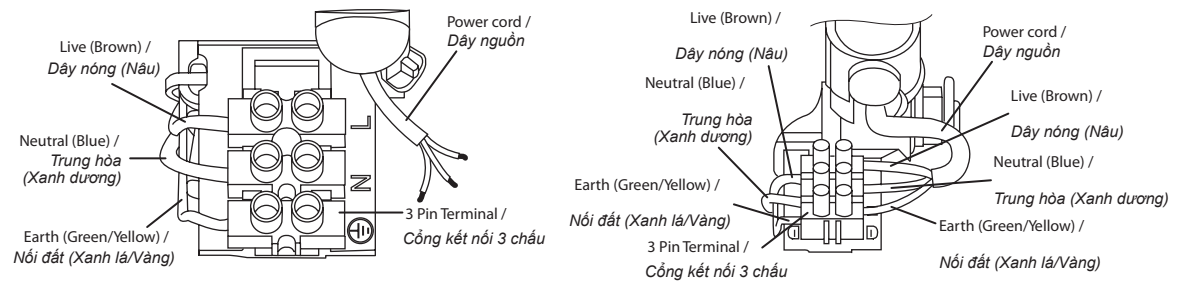 Live (Brown) /
Dây nóng (Nâu)
Neutral (Blue) /
Trung hòa
(Xanh dương)
Earth (Green/Yellow) /
Nối đất (Xanh lá/Vàng)
Power cord /
Dây nguồn
L
N
3 Pin Terminal /
Cổng kết nối 3 chấu
Live (Brown) /
Dây nóng (Nâu)
Neutral (Blue) /
Trung hòa
(Xanh dương)
Earth (Green/Yellow) /
Nối đất (Xanh lá/Vàng)
3 Pin Terminal /
Cổng kết nối 3 chấu
Power cord /
Dây nguồn
Live (Brown) /
Dây nóng (Nâu)
Neutral (Blue) /
Trung hòa (Xanh dương)
Earth (Green/Yellow) /
Nối đất (Xanh lá/Vàng)